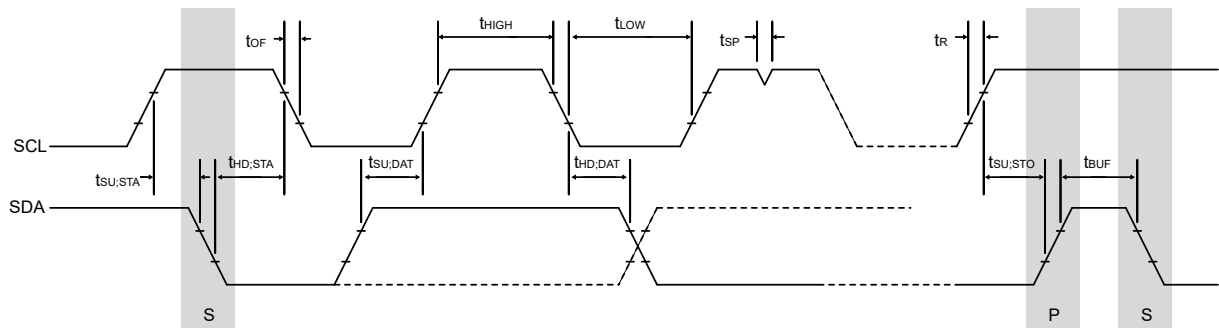 tOF
tHIGH
tLOW
tSP
tR
SCL
tSU;STA
tHD;STA
tSU;DAT
tHD;DAT
tSU;STO
tBUF
SDA
S
P
S